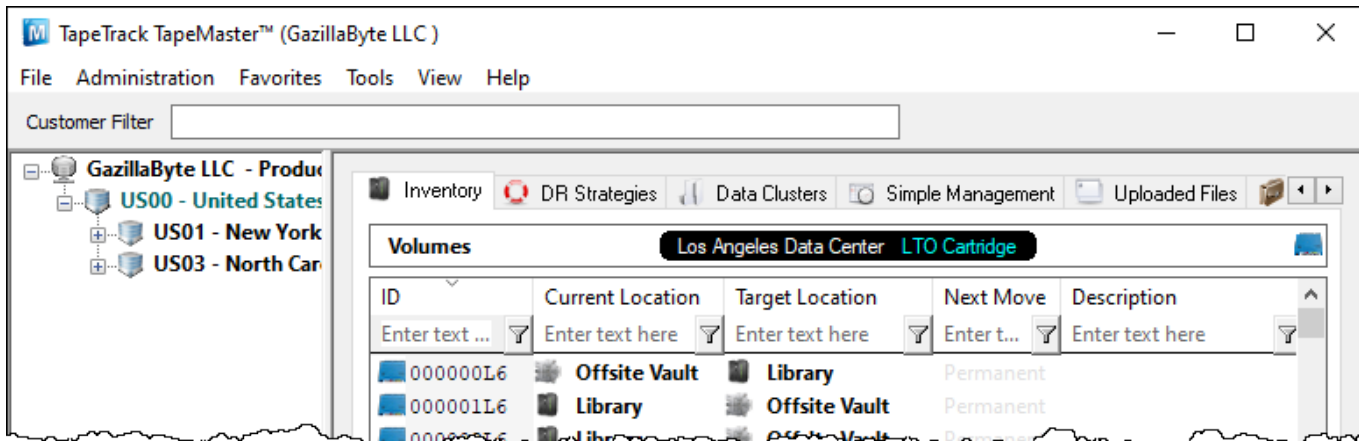 TapeTrack TapeMaster™ (GazillaByte LLC )
File Administration Favorites Tools View Help
Customer Filter
GazillaByte LLC - Produc
US00 - United States
US01 - New York
US03 - North Car
Inventory DR Strategies Data Clusters Simple Management Uploaded Files
Volumes Los Angeles Data Center LTO Cartridge
ID Current Location Target Location Next Move Description
Enter text ... Enter text here Enter text here Enter t... Enter text here
000000L6 Offsite Vault Library Permanent
000001L6 Library Offsite Vault Permanent